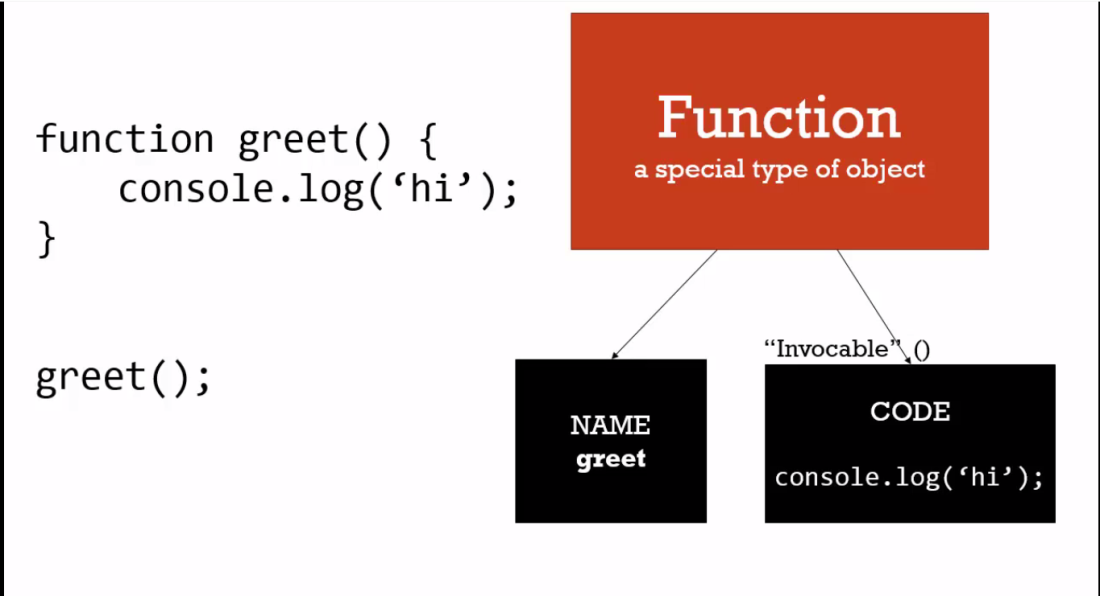 function greet() {
    console.log(‘hi’);
}
greet();
Function
a special type of object
“Invocable” ()
NAME
greet
CODE
console.log(‘hi’);